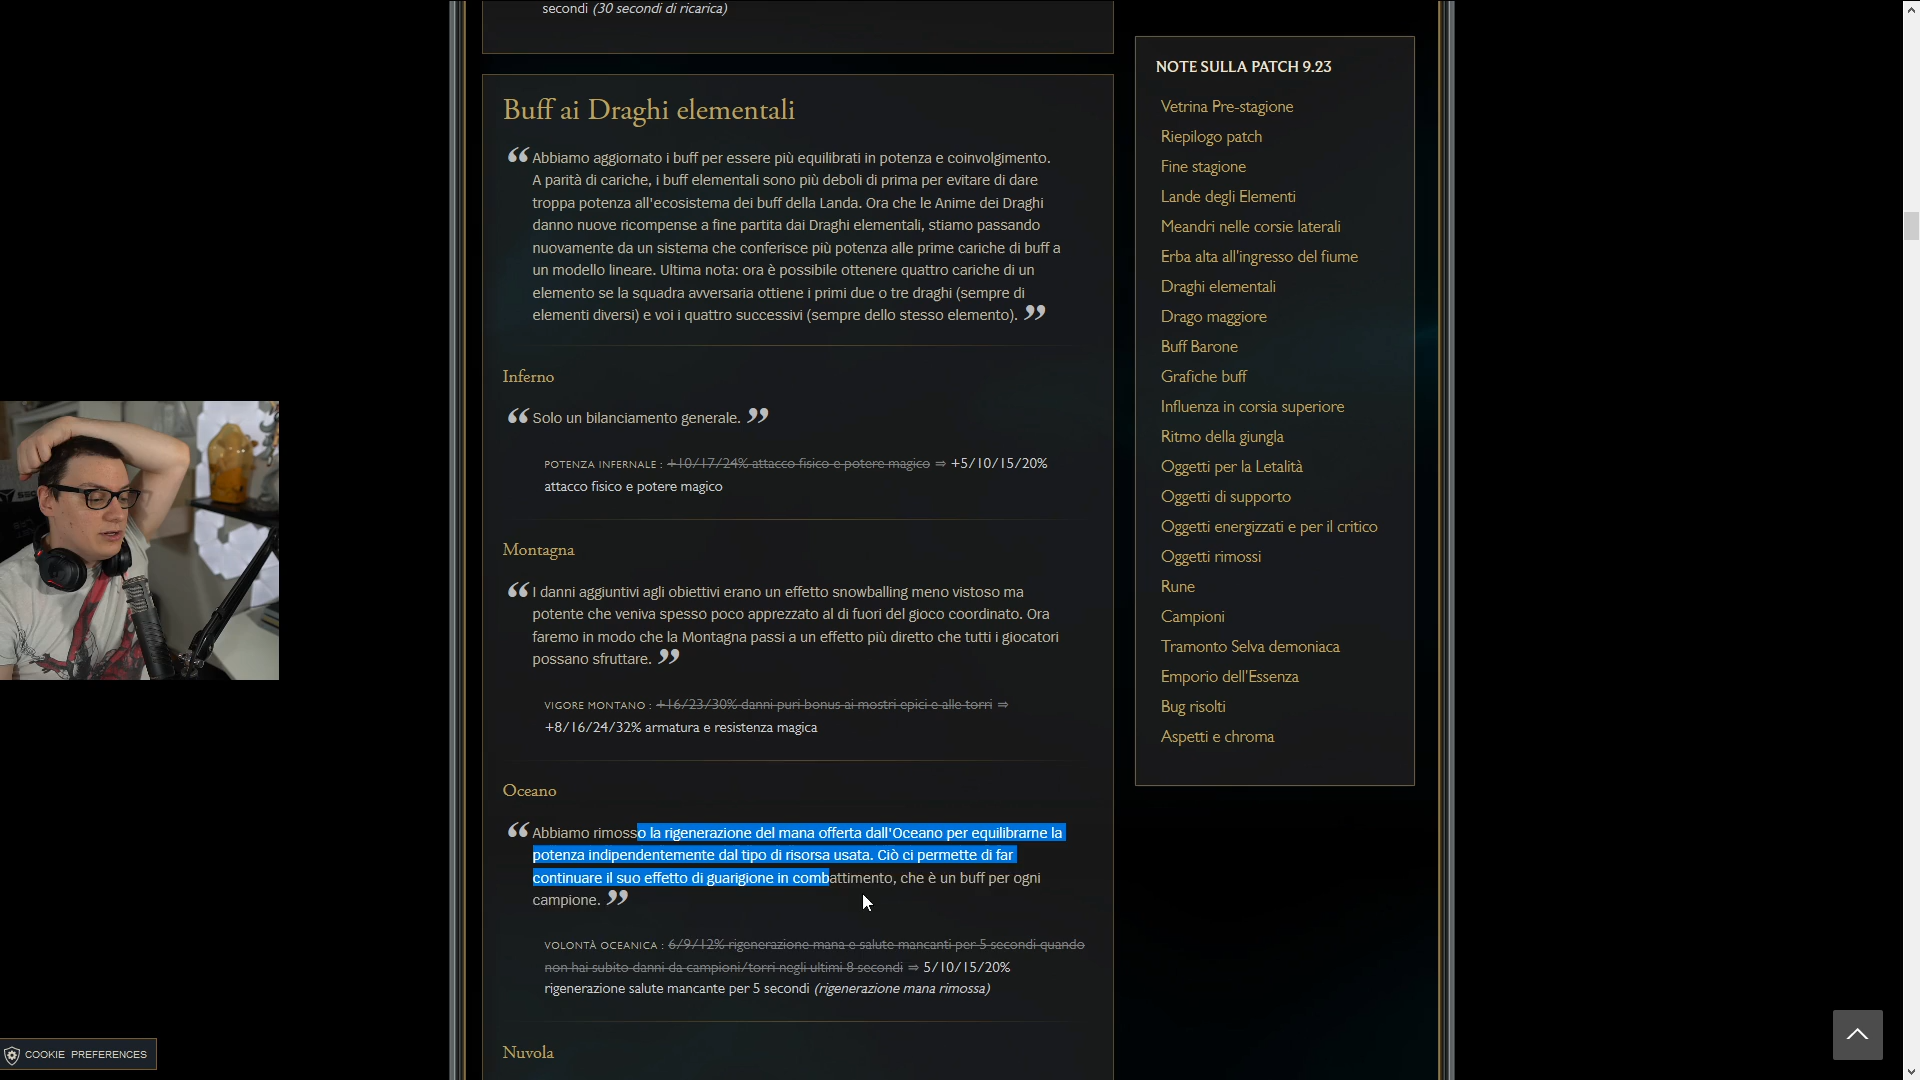 secondi (30 secondi di ricarica)
Buff ai Draghi elementali
“ Abbiamo aggiornato i buff per essere più equilibrati in potenza e coinvolgimento.
A parità di cariche, i buff elementali sono più deboli di prima per evitare di dare
troppa potenza all'ecosistema dei buff della Landa. Ora che le Anime dei Draghi
danno nuove ricompense a fine partita dai Draghi elementali, stiamo passando
nuovamente da un sistema che conferisce più potenza alle prime cariche di buff a
un modello lineare. Ultima nota: ora è possibile ottenere quattro cariche di un
elemento se la squadra avversaria ottiene i primi due o tre draghi (sempre di
elementi diversi) e voi i quattro successivi (sempre dello stesso elemento). ”
Inferno
“ Solo un bilanciamento generale. ”
POTENZA INFERNALE : +10/17/24% attacco fisico e potere magico ⇒ +5/10/15/20%
attacco fisico e potere magico
Montagna
“ I danni aggiuntivi agli obiettivi erano un effetto snowballing meno vistoso ma
potente che veniva spesso poco apprezzato al di fuori del gioco coordinato. Ora
faremo in modo che la Montagna passi a un effetto più diretto che tutti i giocatori
possano sfruttare. ”
VIGORE MONTANO : +16/23/30% danni puri bonus ai mostri epici e alle torri ⇒
+8/16/24/32% armatura e resistenza magica
Oceano
“ Abbiamo rimosso la rigenerazione del mana offerta dall'Oceano per equilibrarne la
potenza indipendentemente dal tipo di risorsa usata. Ciò ci permette di far
continuare il suo effetto di guarigione in combattimento, che è un buff per ogni
campione. ”
VOLONTÀ OCEANICA : 6/9/12% rigenerazione mana e salute mancanti per 5 secondi quando
non hai subito danni da campioni/torri negli ultimi 8 secondi ⇒ 5/10/15/20%
rigenerazione salute mancante per 5 secondi (rigenerazione mana rimossa)
Nuvola
NOTE SULLA PATCH 9.23
Vetrina Pre-stagione
Riepilogo patch
Fine stagione
Lande degli Elementi
Meandri nelle corsie laterali
Erba alta all'ingresso del fiume
Draghi elementali
Drago maggiore
Buff Barone
Grafiche buff
Influenza in corsia superiore
Ritmo della giungla
Oggetti per la Letalità
Oggetti di supporto
Oggetti energizzati e per il critico
Oggetti rimossi
Rune
Campioni
Tramonto Selva demoniaca
Emporio dell'Essenza
Bug risolti
Aspetti e chroma
COOKIE PREFERENCES